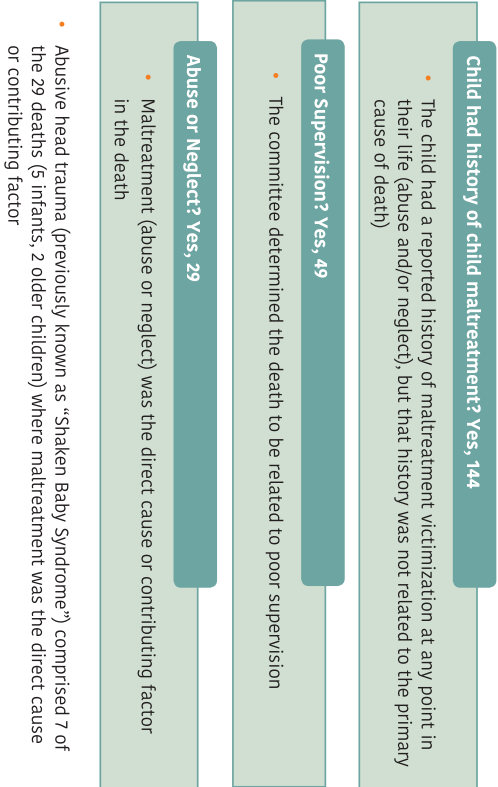 Child had history of child maltreatment? Yes, 144
• The child had a reported history of maltreatment victimization at any point in
their life (abuse and/or neglect), but that history was not related to the primary
cause of death)
Poor Supervision? Yes, 49
• The committee determined the death to be related to poor supervision
Abuse or Neglect? Yes, 29
• Maltreatment (abuse or neglect) was the direct cause or contributing factor
in the death
• Abusive head trauma (previously known as “Shaken Baby Syndrome”) comprised 7 of
the 29 deaths (5 infants, 2 older children) where maltreatment was the direct cause
or contributing factor